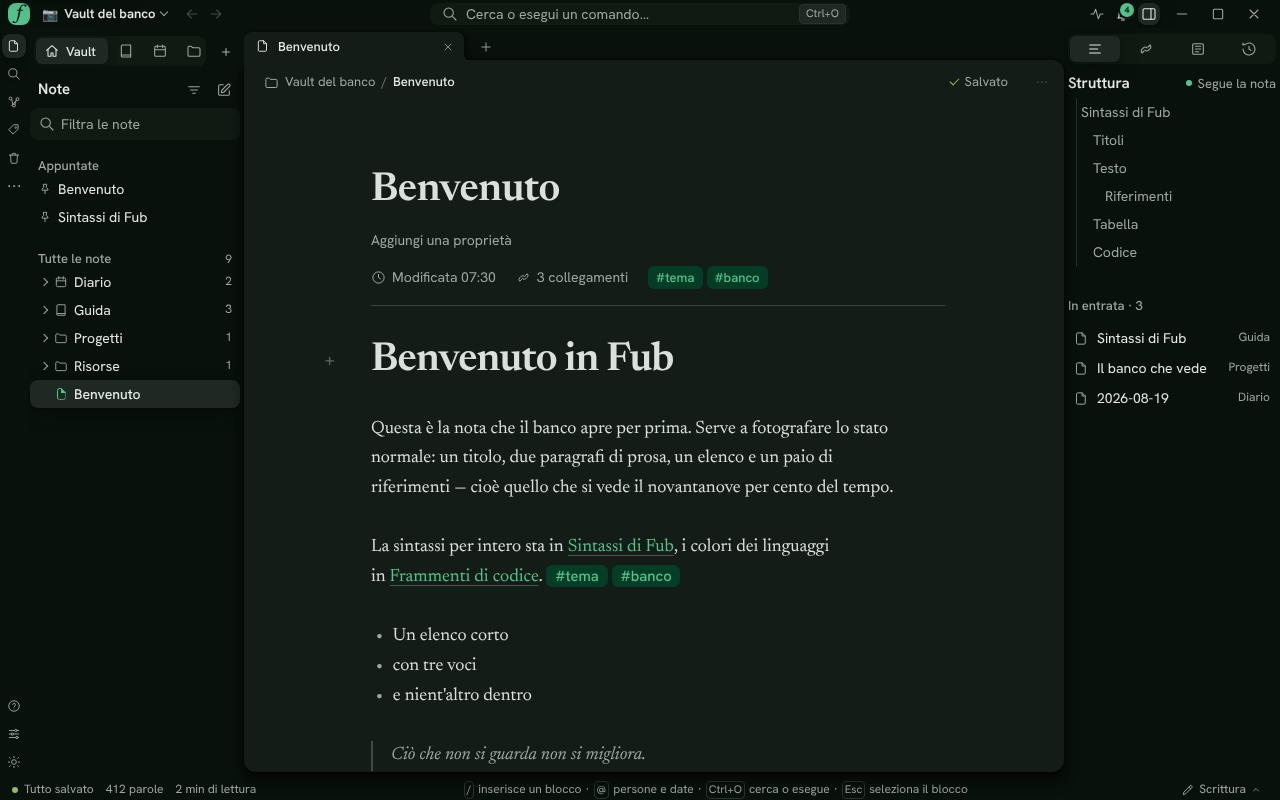 Vault del banco
Cerca o esegui un comando…
Ctrl+O
4
Vault
Note
Filtra le note
Appuntate
Benvenuto
Sintassi di Fub
Tutte le note 9
Diario 2
Guida 3
Progetti 1
Risorse 1
Benvenuto
Benvenuto
Vault del banco / Benvenuto
Salvato
Benvenuto
Aggiungi una proprietà
Modificata 07:30
3 collegamenti
#tema #banco
Benvenuto in Fub
Questa è la nota che il banco apre per prima. Serve a fotografare lo stato
normale: un titolo, due paragrafi di prosa, un elenco e un paio di
riferimenti — cioè quello che si vede il novantanove per cento del tempo.
La sintassi per intero sta in Sintassi di Fub, i colori dei linguaggi
in Frammenti di codice. #tema #banco
• Un elenco corto
• con tre voci
• e nient'altro dentro
Ciò che non si guarda non si migliora.
Struttura
Segue la nota
Sintassi di Fub
Titoli
Testo
Riferimenti
Tabella
Codice
In entrata · 3
Sintassi di Fub Guida
Il banco che vede Progetti
2026-08-19 Diario
Tutto salvato 412 parole 2 min di lettura
/ inserisce un blocco · @ persone e date · Ctrl+O cerca o esegue · Esc seleziona il blocco
Scrittura